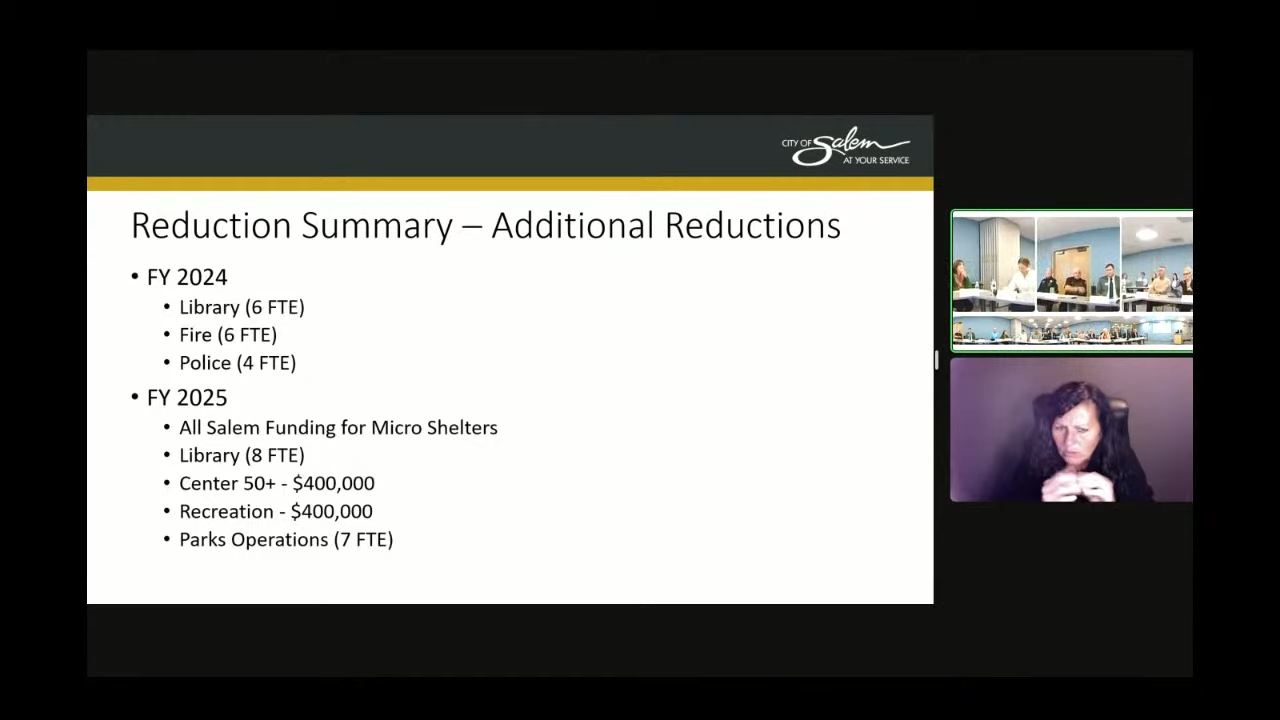 CITY OF Salem
AT YOUR SERVICE
Reduction Summary – Additional Reductions
• FY 2024
• Library (6 FTE)
• Fire (6 FTE)
• Police (4 FTE)
• FY 2025
• All Salem Funding for Micro Shelters
• Library (8 FTE)
• Center 50+ - $400,000
• Recreation - $400,000
• Parks Operations (7 FTE)